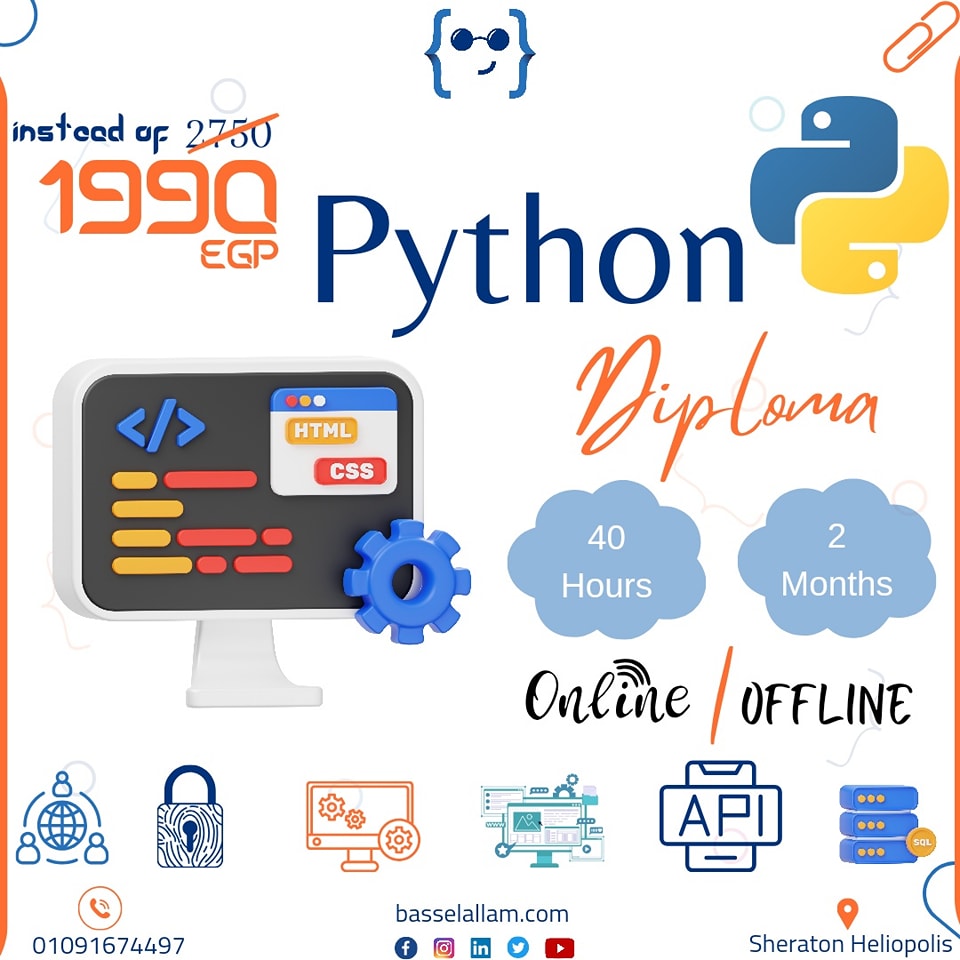 instead of 2750
1990
EGP
Python
Diploma
HTML
CSS
40
Hours
2
Months
Online / OFFLINE
API
SQL
01091674497
basselallam.com
Sheraton Heliopolis